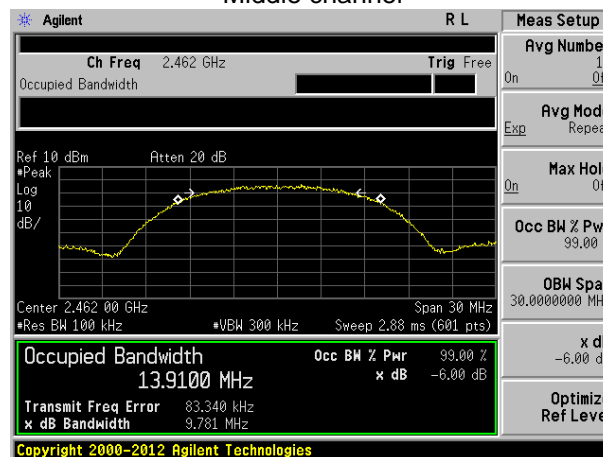 Middle channel
Agilent R L
Ch Freq 2.462 GHz Trig Free
Occupied Bandwidth
Ref 10 dBm Atten 20 dB
#Peak
Log
10
dB/
Center 2.462 00 GHz Span 30 MHz
#Res BW 100 kHz #VBW 300 kHz Sweep 2.88 ms (601 pts)
Occupied Bandwidth Occ BW % Pwr 99.00 %
13.9100 MHz x dB -6.00 dB
Transmit Freq Error 83.340 kHz
x dB Bandwidth 9.781 MHz
Copyright 2000-2012 Agilent Technologies
Meas Setup
Avg Numbe
1
On O
Avg Mod
Exp Repea
Max Hol
On O
Occ BW % Pw
99.00
OBW Spa
30.0000000 MH
x d
-6.00 d
Optimiz
Ref Leve